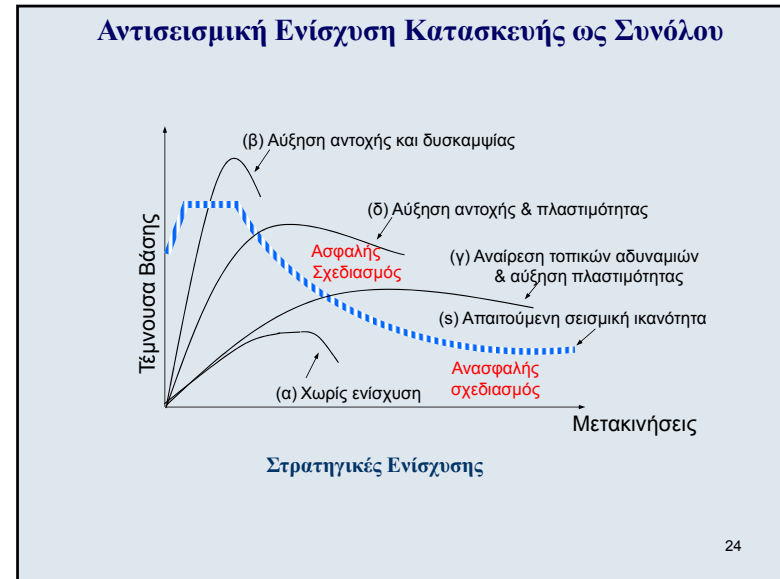 Αντισεισμική Ενίσχυση Κατασκευής ως Συνόλου
(β) Αύξηση αντοχής και δυσκαμψίας
(δ) Αύξηση αντοχής & πλαστιμότητας
Ασφαλής
Σχεδιασμός
(γ) Αναίρεση τοπικών αδυναμιών
& αύξηση πλαστιμότητας
(s) Απαιτούμενη σεισμική ικανότητα
Τέμνουσα Βάσης
Ανασφαλής
σχεδιασμός
(α) Χωρίς ενίσχυση
Μετακινήσεις
Στρατηγικές Ενίσχυσης
24